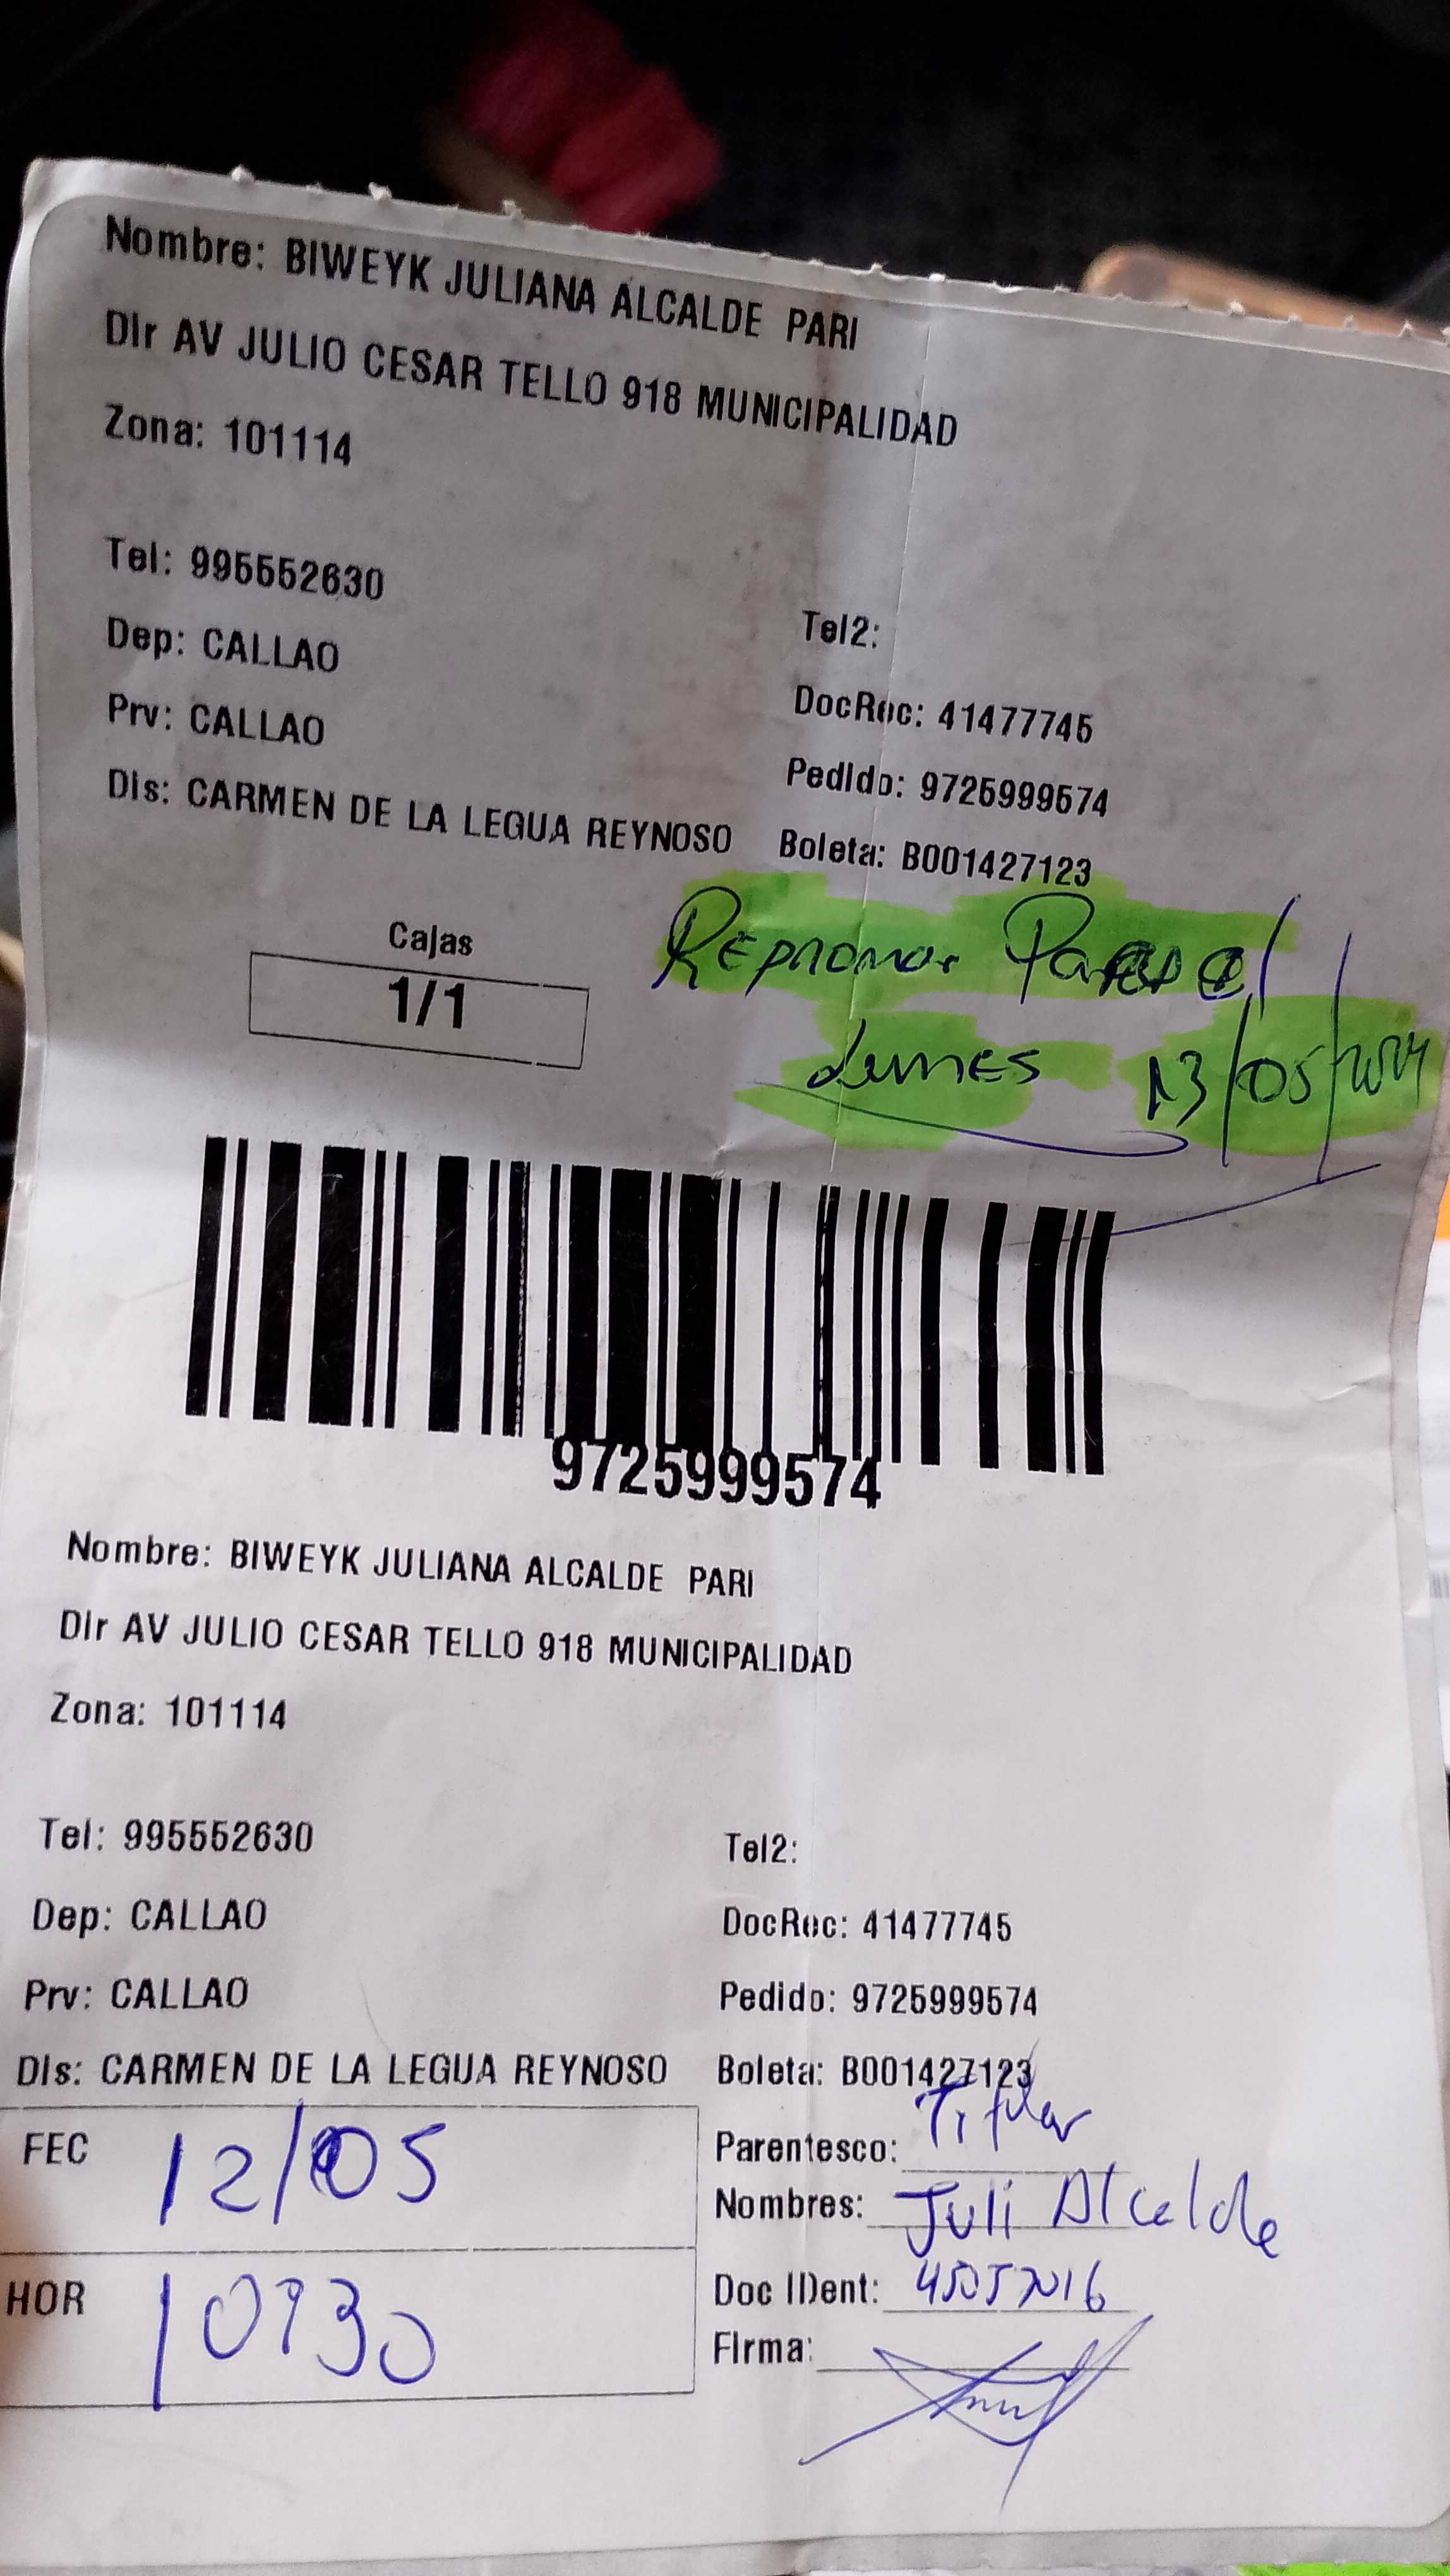 Nombre: BIWEYK JULIANA ALCALDE PARI
Dir AV JULIO CESAR TELLO 918 MUNICIPALIDAD
Zona: 101114
Tel: 995552630
Tel2:
Dep: CALLAO
DocRec: 41477745
Prv: CALLAO
Pedido: 9725999574
Dis: CARMEN DE LA LEGUA REYNOSO
Boleta: B001427123
Cajas
1/1
Lunes 13/05/2024
9725999574
Nombre: BIWEYK JULIANA ALCALDE PARI
Dir AV JULIO CESAR TELLO 918 MUNICIPALIDAD
Zona: 101114
Tel: 995552630
Tel2:
Dep: CALLAO
DocRec: 41477745
Prv: CALLAO
Pedido: 9725999574
Dis: CARMEN DE LA LEGUA REYNOSO
Boleta: B001427123
FEC 12/05
Parentesco: Titular
Nombres: Juli Alcalde
HOR
Doc IDent:
Firma: